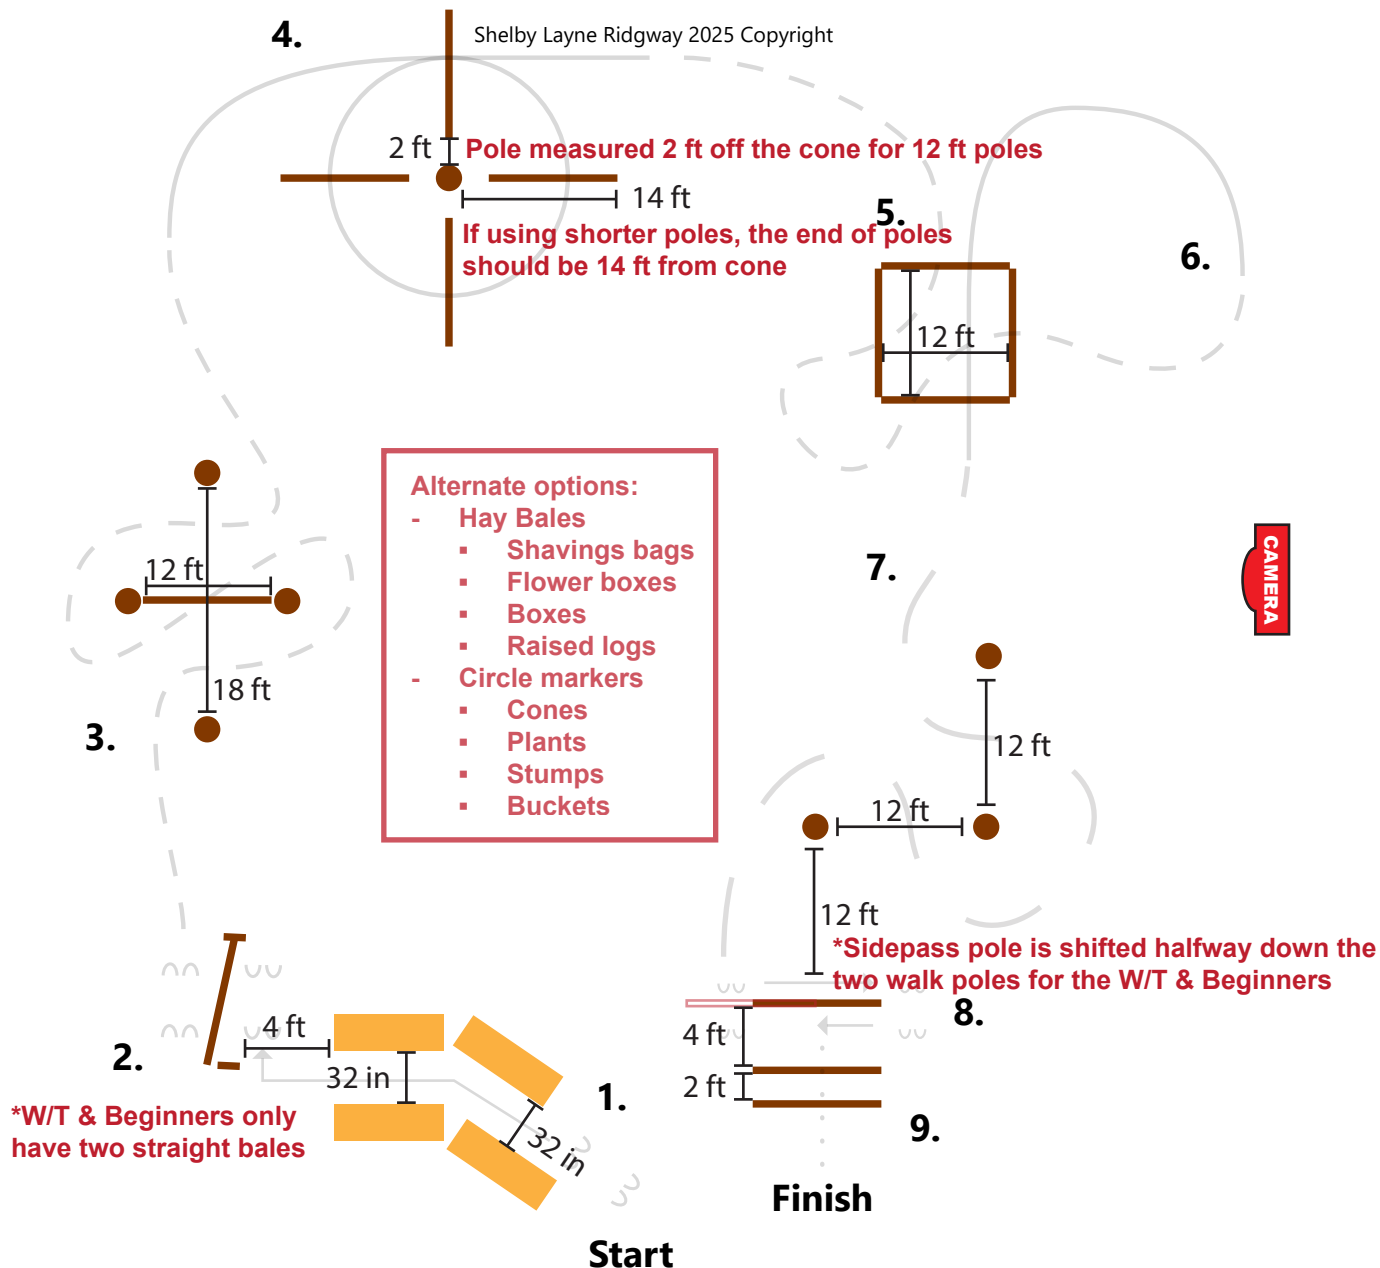 4.
Shelby Layne Ridgway 2025 Copyright
2 ft
Pole measured 2 ft off the cone for 12 ft poles
14 ft
5.
If using shorter poles, the end of poles
should be 14 ft from cone
6.
12 ft
Alternate options:
- Hay Bales
▪ Shavings bags
▪ Flower boxes
▪ Boxes
▪ Raised logs
- Circle markers
▪ Cones
▪ Plants
▪ Stumps
▪ Buckets
12 ft
18 ft
3.
7.
CAMERA
12 ft
12 ft
12 ft
*Sidepass pole is shifted halfway down the
two walk poles for the W/T & Beginners
8.
4 ft
2 ft
9.
4 ft
2.
32 in
1.
32 in
*W/T & Beginners only
have two straight bales
Finish
Start